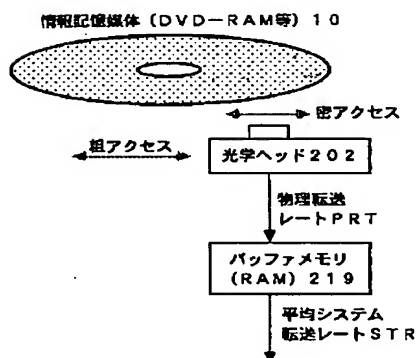 情報記憶媒体（DVD－RAM等）10
密アクセス
粗アクセス
光学ヘッド202
物理転送
レートPRT
バッファメモリ
（RAM）219
平均システム
転送レートSTR